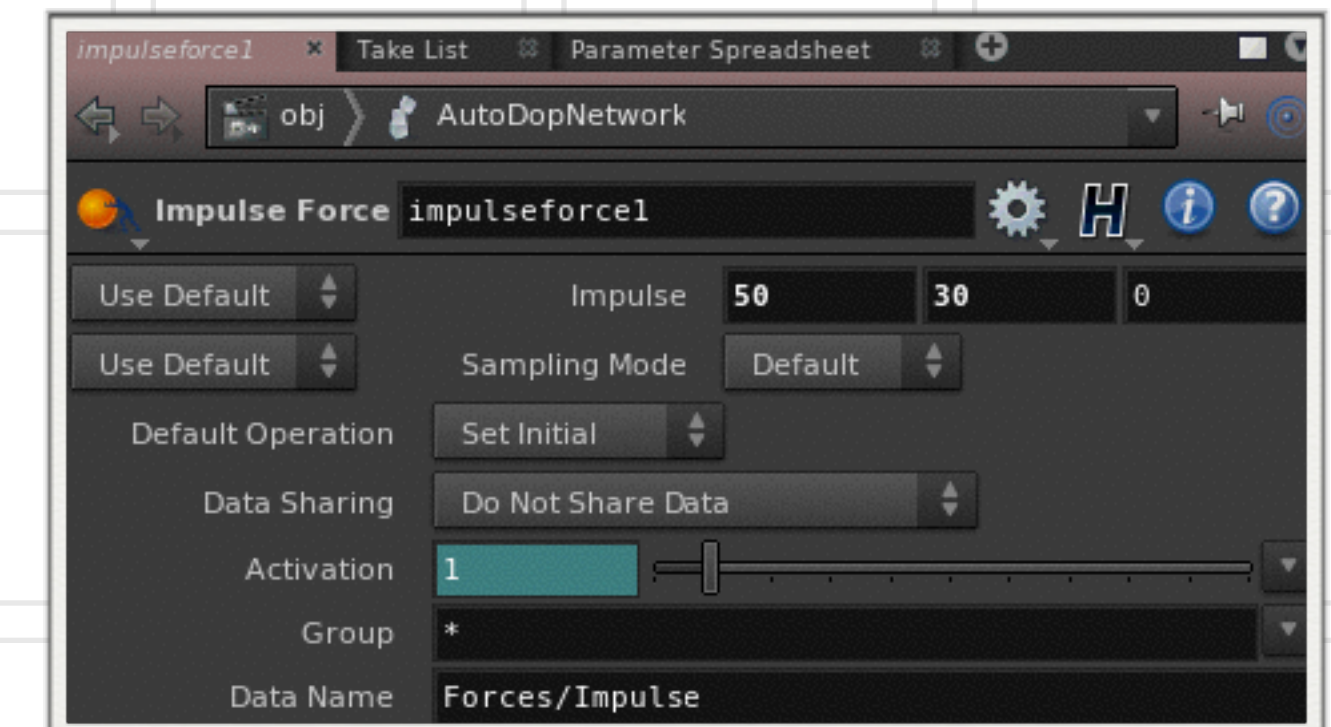 impulseforce1 Take List Parameter Spreadsheet
obj AutoDopNetwork
Impulse Force impulseforce1
Use Default Impulse 50 30 0
Use Default Sampling Mode Default
Default Operation Set Initial
Data Sharing Do Not Share Data
Activation 1
Group *
Data Name Forces/Impulse